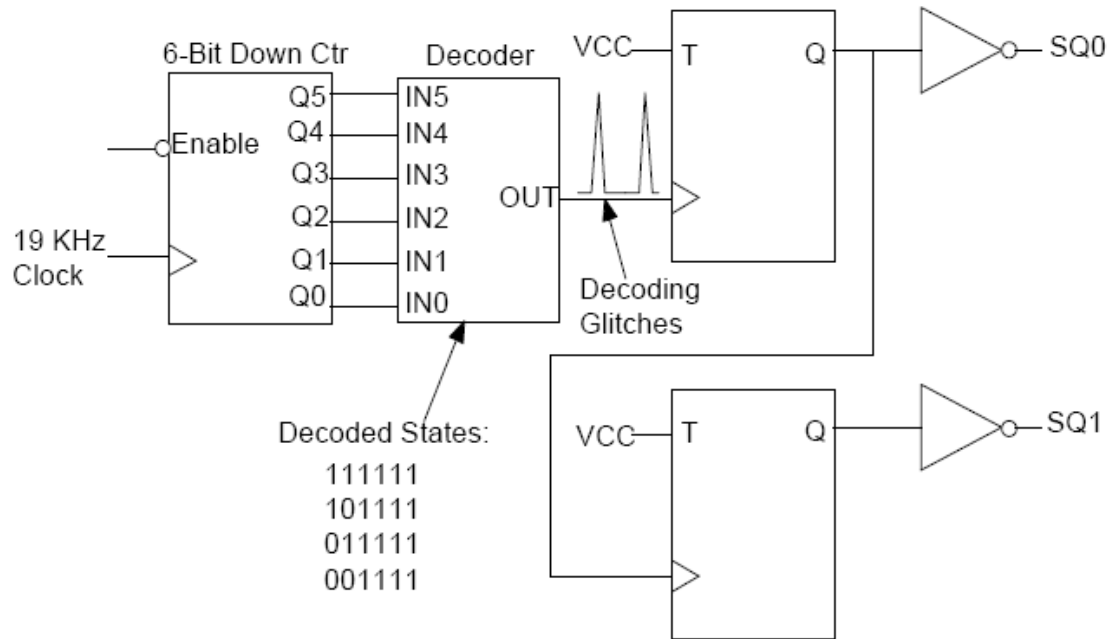 6-Bit Down Ctr
Enable
19 KHz
Clock
Q5
Q4
Q3
Q2
Q1
Q0
Decoder
IN5
IN4
IN3
IN2
IN1
IN0
OUT
Decoding
Glitches
VCC
T
Q
SQ0
Decoded States:
111111
101111
011111
001111
VCC
T
Q
SQ1